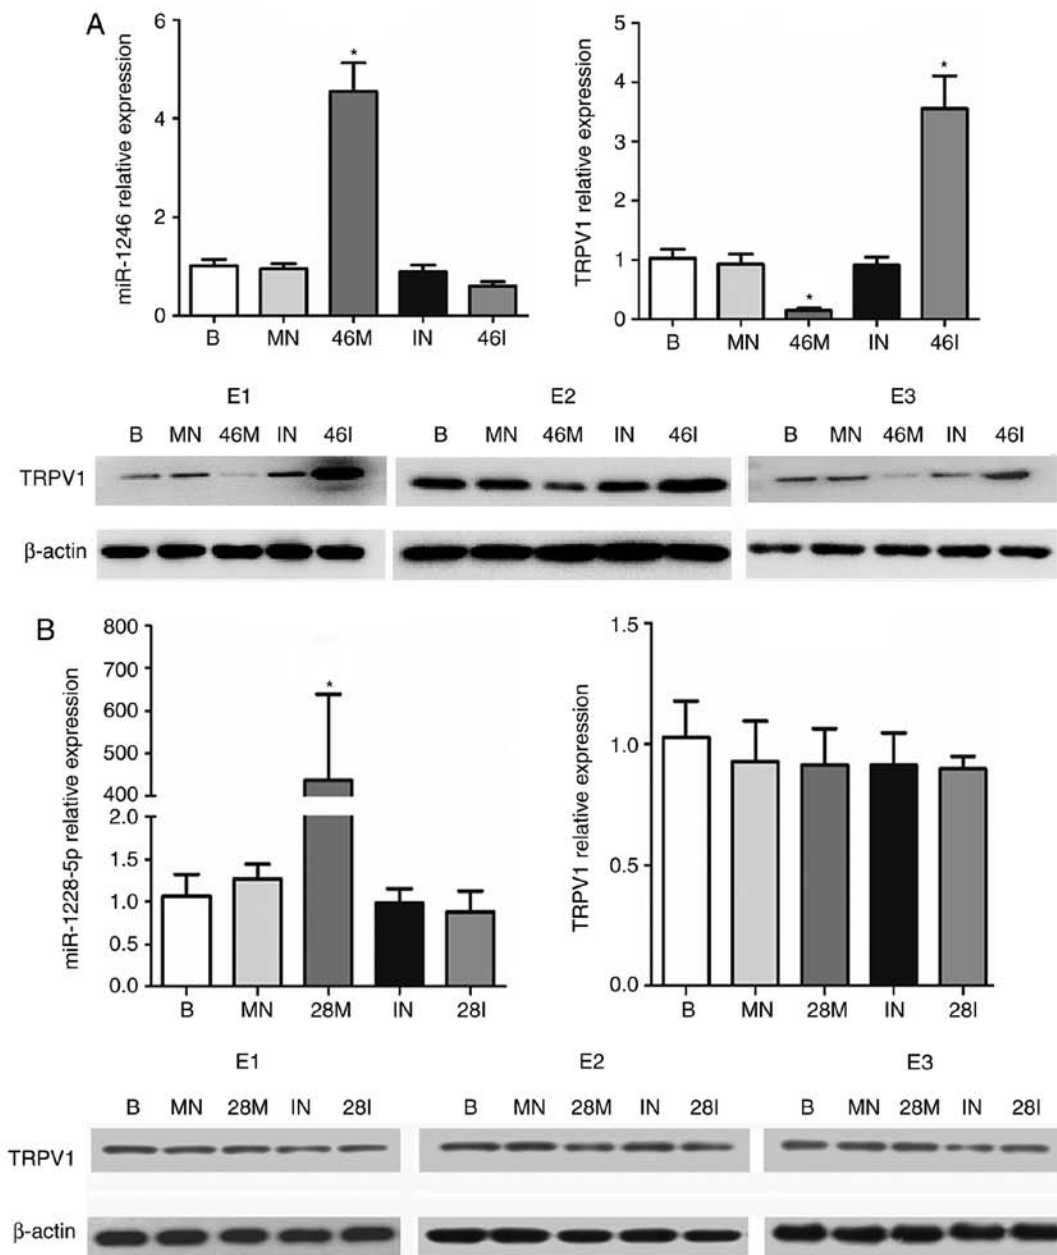 A
miR-1246 relative expression
6
4
2
0
B MN 46M IN 46I
*
TRPV1 relative expression
5
4
3
2
1
0
B MN 46M IN 46I
*
*
E1 E2 E3
B MN 46M IN 46I B MN 46M IN 46I B MN 46M IN 46I
TRPV1
β-actin
B
miR-1228-5p relative expression
800
700
600
500
400
2.0
1.5
1.0
0.5
0.0
B MN 28M IN 28I
*
TRPV1 relative expression
1.5
1.0
0.5
0.0
B MN 28M IN 28I
E1 E2 E3
B MN 28M IN 28I B MN 28M IN 28I B MN 28M IN 28I
TRPV1
β-actin